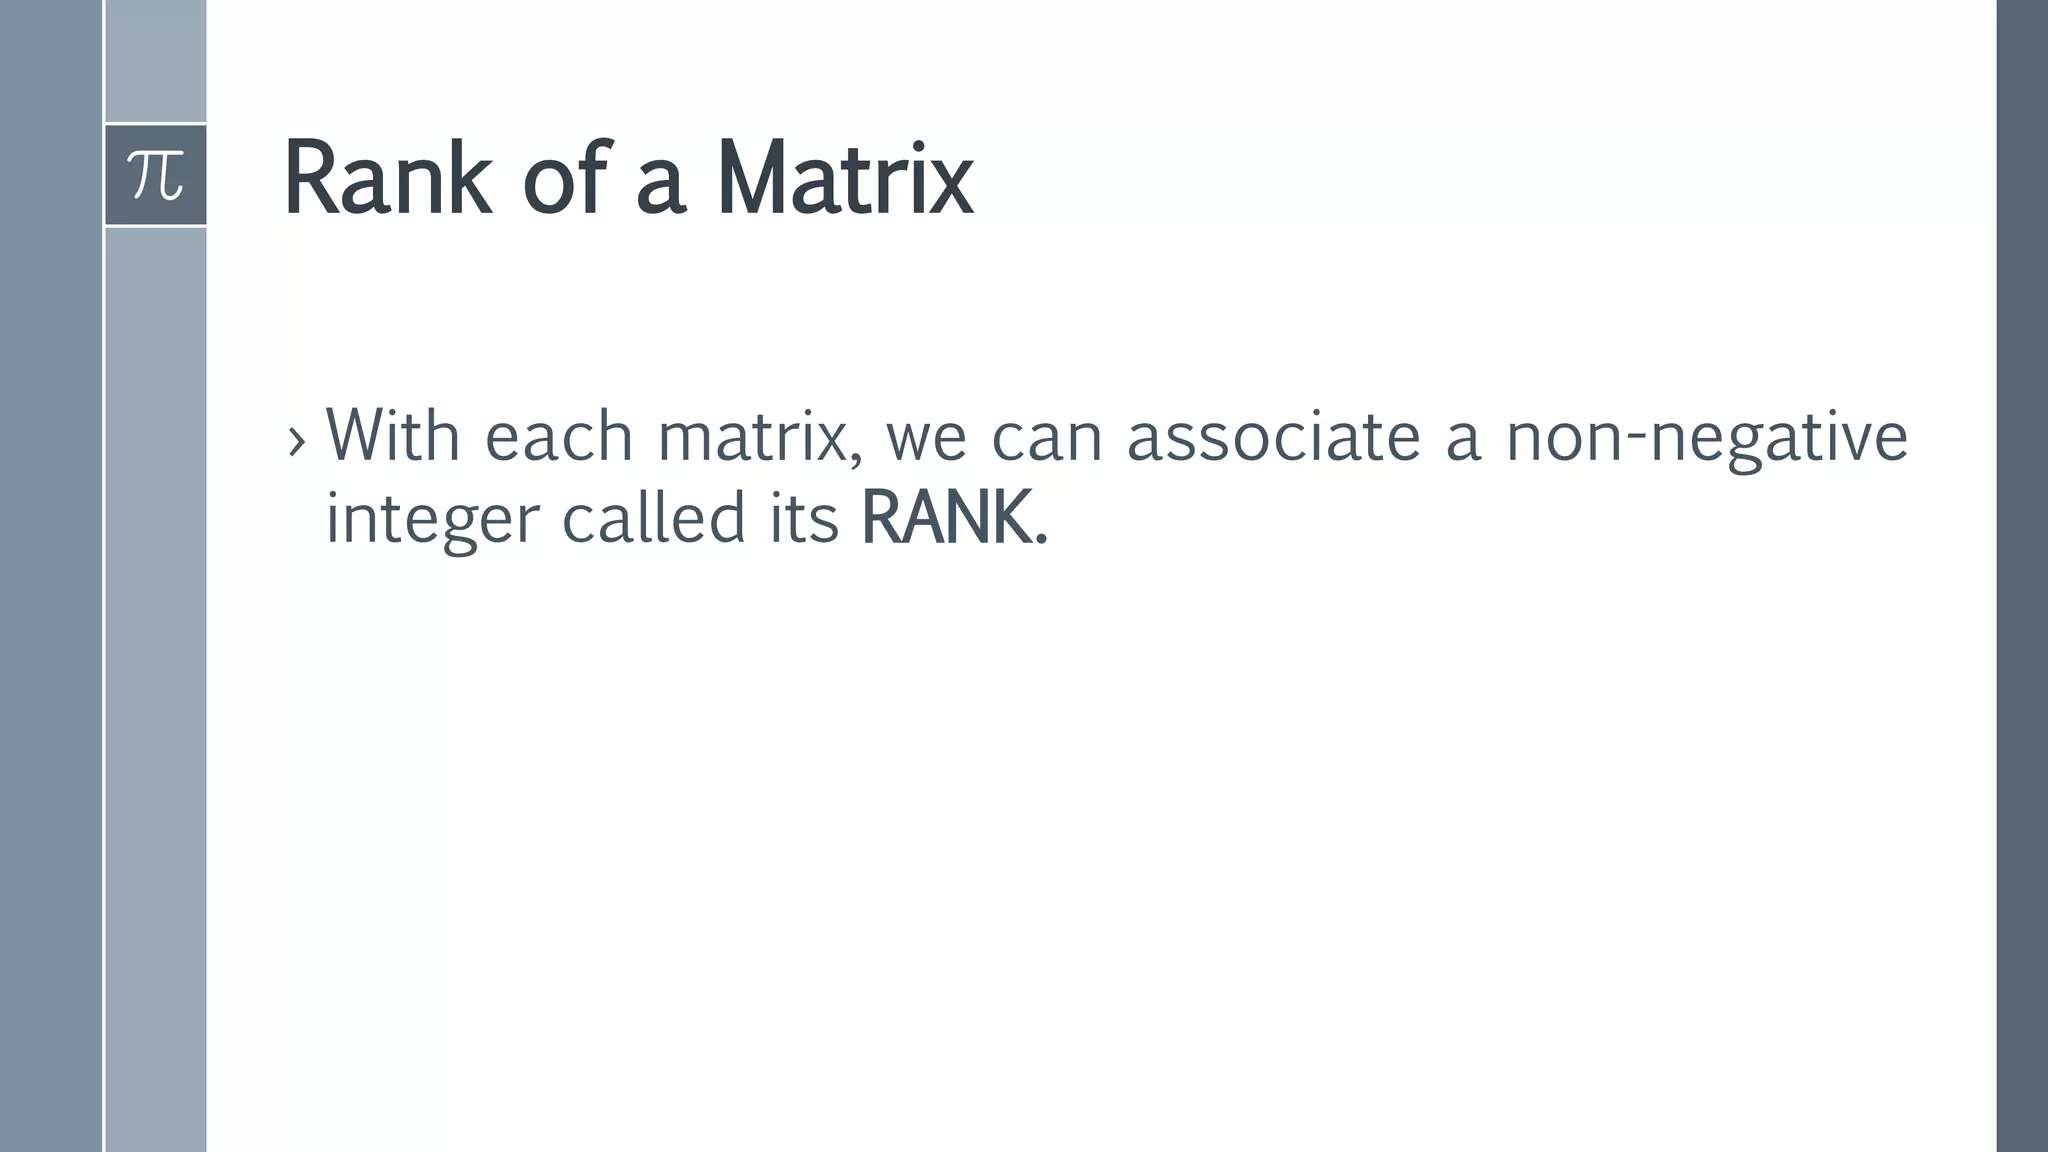 π
Rank of a Matrix
› With each matrix, we can associate a non-negative
integer called its RANK.